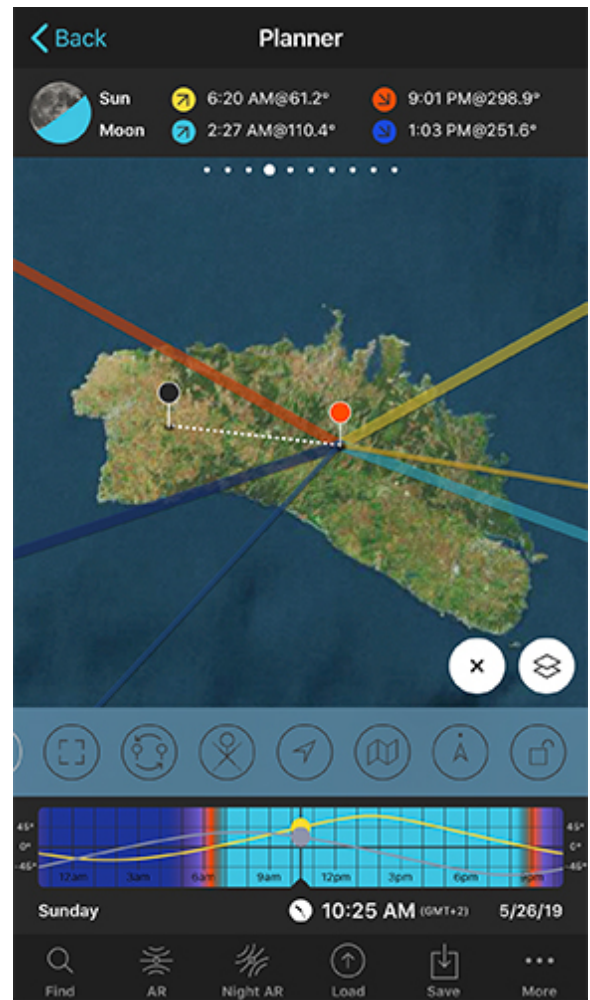 Back Planner
Sun 6:20 AM@61.2° 9:01 PM@298.9°
Moon 2:27 AM@110.4° 1:03 PM@251.6°
45° 45°
0° 0°
-45° -45°
12am 3am 6am 9am 12pm 3pm 6pm 9pm
Sunday 10:25 AM (GMT+2) 5/26/19
Find AR Night AR Load Save More